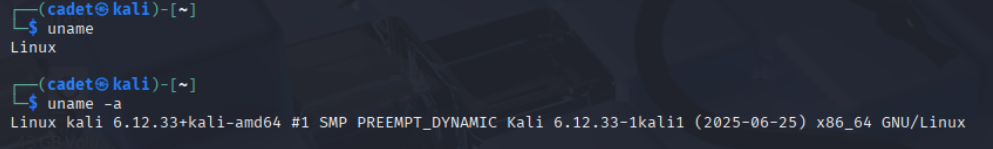 ┌──(cadet㉿kali)-[~]
└─$ uname
Linux
┌──(cadet㉿kali)-[~]
└─$ uname -a
Linux kali 6.12.33+kali-amd64 #1 SMP PREEMPT_DYNAMIC Kali 6.12.33-1kali1 (2025-06-25) x86_64 GNU/Linux